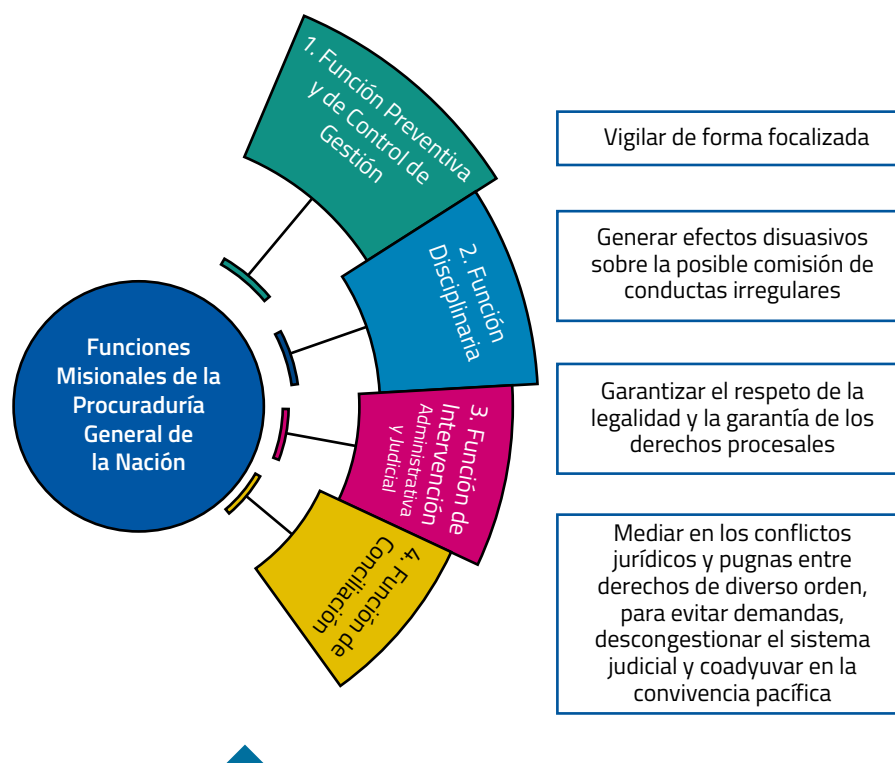 Funciones
Misionales de la
Procuraduría
General de
la Nación
1. Función Preventiva
y de Control de
Gestión
Vigilar de forma focalizada
2. Función
Disciplinaria
Generar efectos disuasivos
sobre la posible comisión de
conductas irregulares
3. Función de
Intervención
Administrativa
y Judicial
Garantizar el respeto de la
legalidad y la garantía de los
derechos procesales
4. Función de
Conciliación
Mediar en los conflictos
jurídicos y pugnas entre
derechos de diverso orden,
para evitar demandas,
descongestionar el sistema
judicial y coadyuvar en la
convivencia pacífica